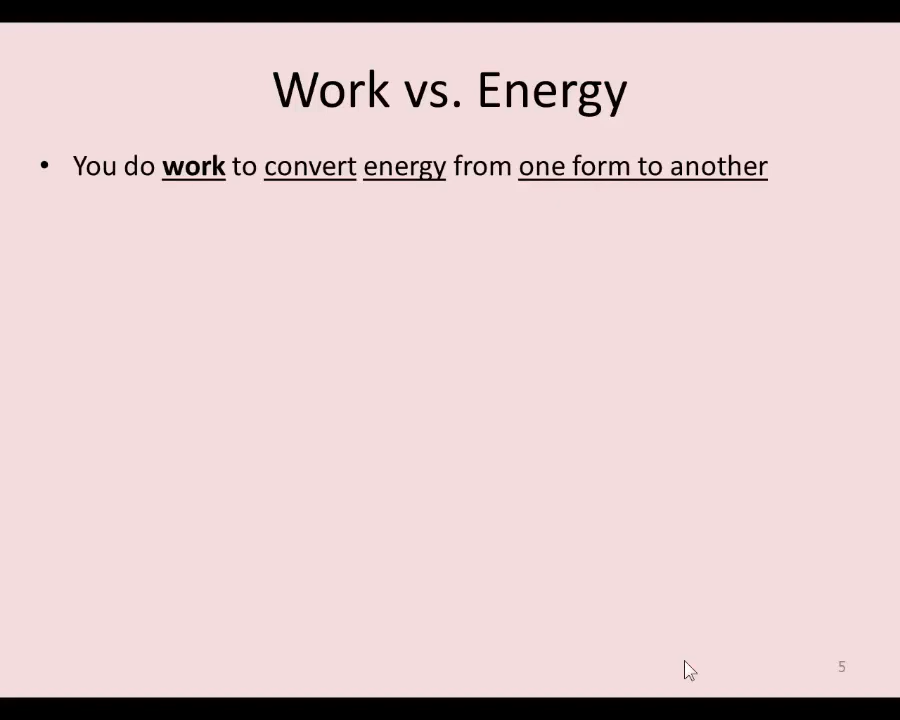 Work vs. Energy
• You do work to convert energy from one form to another
5